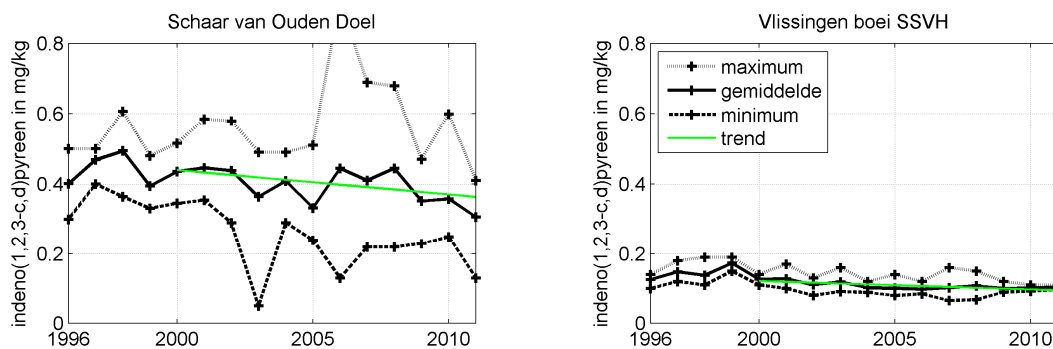 Schaar van Ouden Doel
indeno(1,2,3-c,d)pyreen in mg/kg
0.8
0.6
0.4
0.2
0
1996
2000
2005
2010
Vlissingen boei SSVH
indeno(1,2,3-c,d)pyreen in mg/kg
0.8
0.6
0.4
0.2
0
maximum
gemiddelde
minimum
trend
1996
2000
2005
2010